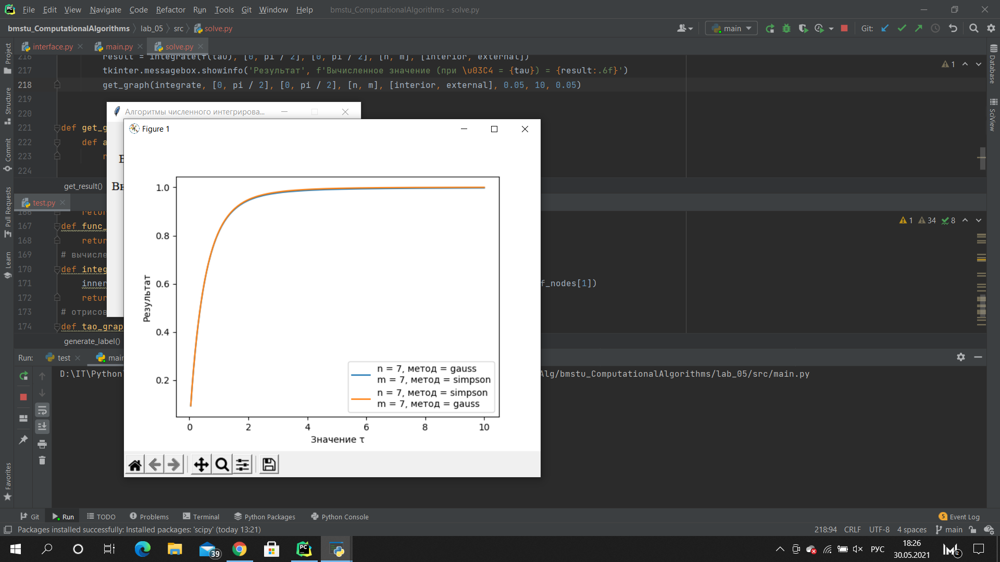 File Edit View Navigate Code Refactor Run Tools Git Window Help bmstu_ComputationalAlgorithms - solve.py
bmstu_ComputationalAlgorithms lab_05 src solve.py main Git:
interface.py main.py solve.py
216 result = integrate(f(tau), [0, pi / 2], [0, pi / 2], [n, m], [interior, external])
217 tkinter.messagebox.showinfo('Результат', f'Вычисленное значение (при \u03C4 = {tau}) = {result:.6f}')
218 get_graph(integrate, [0, pi / 2], [0, pi / 2], [n, m], [interior, external], 0.05, 10, 0.05)
1
219
220
221 def get_g
222 def a
223
224
get_result()
Алгоритмы численного интегрирова...
Figure 1
1.0
0.8
0.6
0.4
0.2
Результат
n = 7, метод = gauss
m = 7, метод = simpson
n = 7, метод = simpson
m = 7, метод = gauss
0 2 4 6 8 10
Значение τ
test.py
166 retur
167 def func_
168 retur
169 # вычисле
170 def integ
171 inner f_nodes[1])
172 retur
173 # отрисов
174 def tao_grap
1 34 8
generate_label()
Run: test main
D:\IT\Python Alg/bmstu_ComputationalAlgorithms/lab_05/src/main.py
Project
Structure
Commit
Pull Requests
Learn
Favorites
Database
SciView
Git Run TODO Problems Terminal Python Packages Python Console 5 Event Log
Packages installed successfully: Installed packages: 'scipy' (today 13:21) 218:94 CRLF UTF-8 4 spaces main
39 РУС 18:26
30.05.2021
2